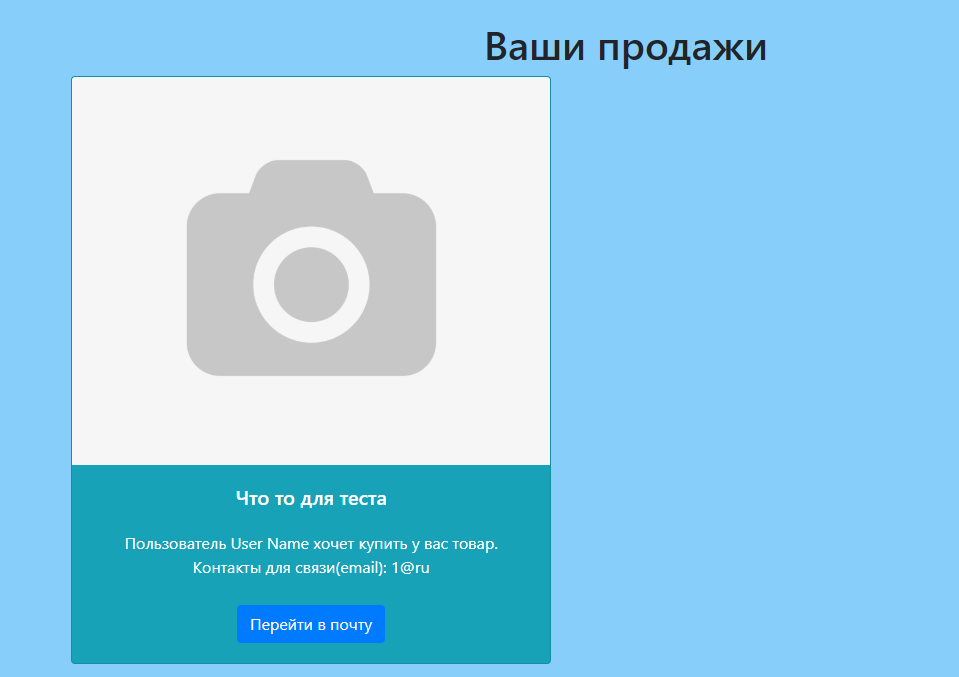 Ваши продажи
Что то для теста
Пользователь User Name хочет купить у вас товар.
Контакты для связи(email): 1@ru
Перейти в почту